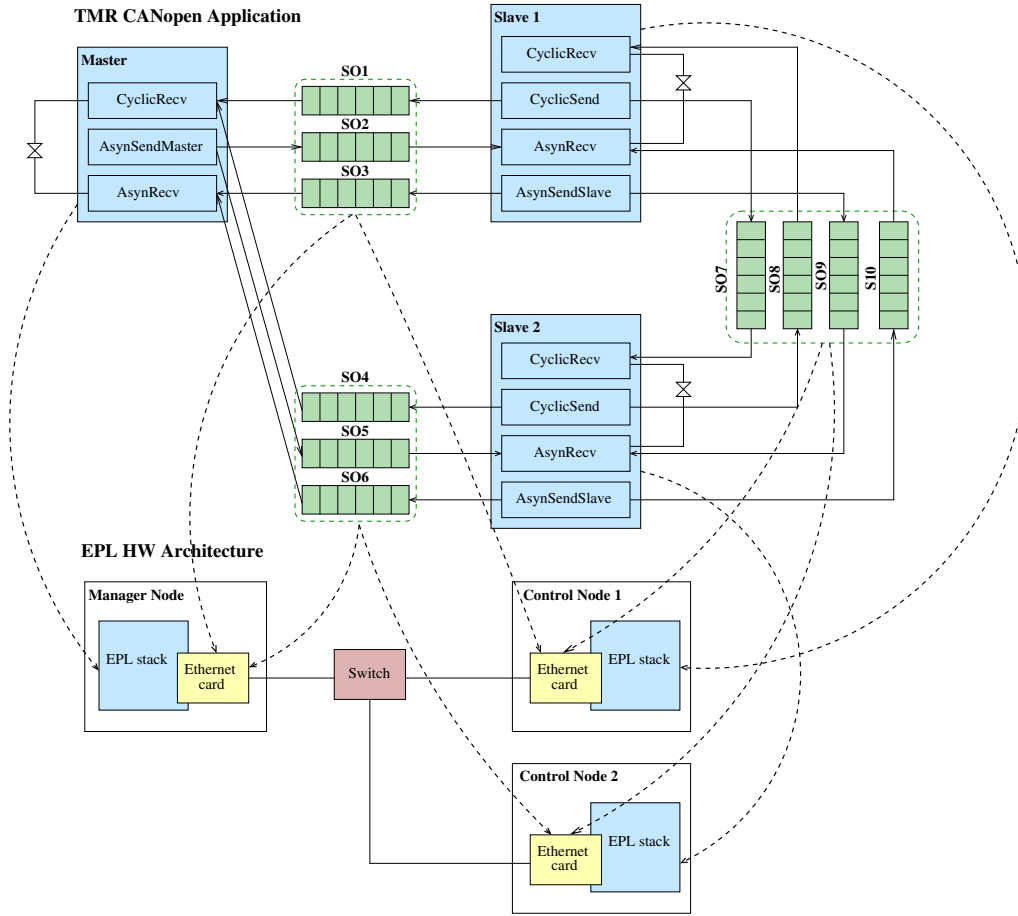 TMR CANopen Application
Master
CyclicRecv
AsynSendMaster
AsynRecv
SO1
SO2
SO3
Slave 1
CyclicRecv
CyclicSend
AsynRecv
AsynSendSlave
SO7
SO8
SO9
S10
SO4
SO5
SO6
Slave 2
CyclicRecv
CyclicSend
AsynRecv
AsynSendSlave
EPL HW Architecture
Manager Node
EPL stack
Ethernet
card
Switch
Control Node 1
Ethernet
card
EPL stack
Control Node 2
Ethernet
card
EPL stack